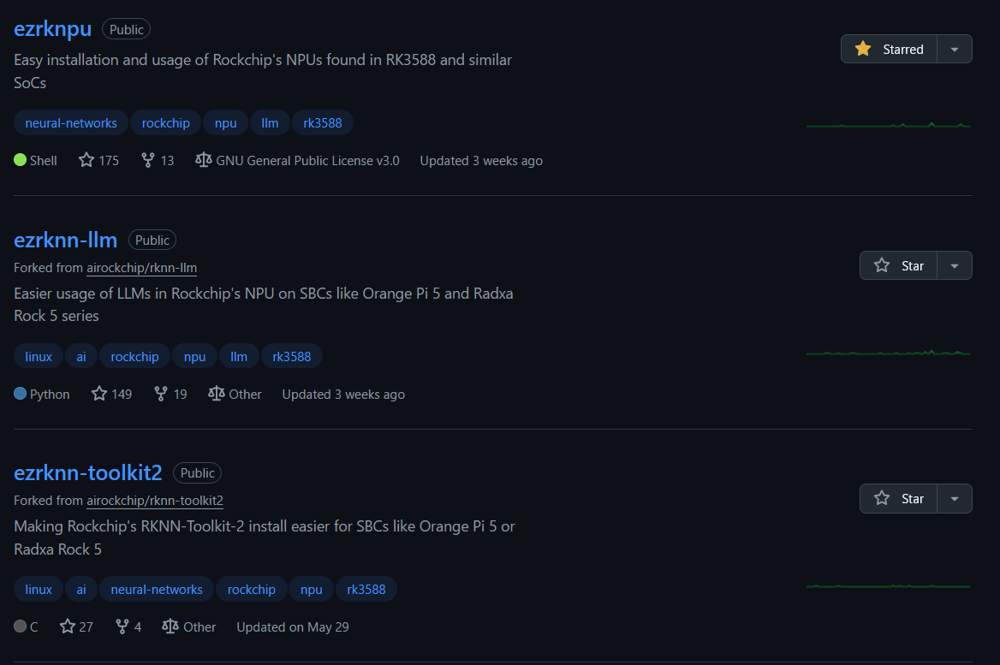 ezrknpu Public
Starred
Easy installation and usage of Rockchip's NPUs found in RK3588 and similar
SoCs
neural-networks rockchip npu llm rk3588
Shell 175 13 GNU General Public License v3.0 Updated 3 weeks ago
ezrknn-llm Public
Forked from airockchip/rknn-llm
Star
Easier usage of LLMs in Rockchip's NPU on SBCs like Orange Pi 5 and Radxa
Rock 5 series
linux ai rockchip npu llm rk3588
Python 149 19 Other Updated 3 weeks ago
ezrknn-toolkit2 Public
Forked from airockchip/rknn-toolkit2
Star
Making Rockchip's RKNN-Toolkit-2 install easier for SBCs like Orange Pi 5 or
Radxa Rock 5
linux ai neural-networks rockchip npu rk3588
C 27 4 Other Updated on May 29